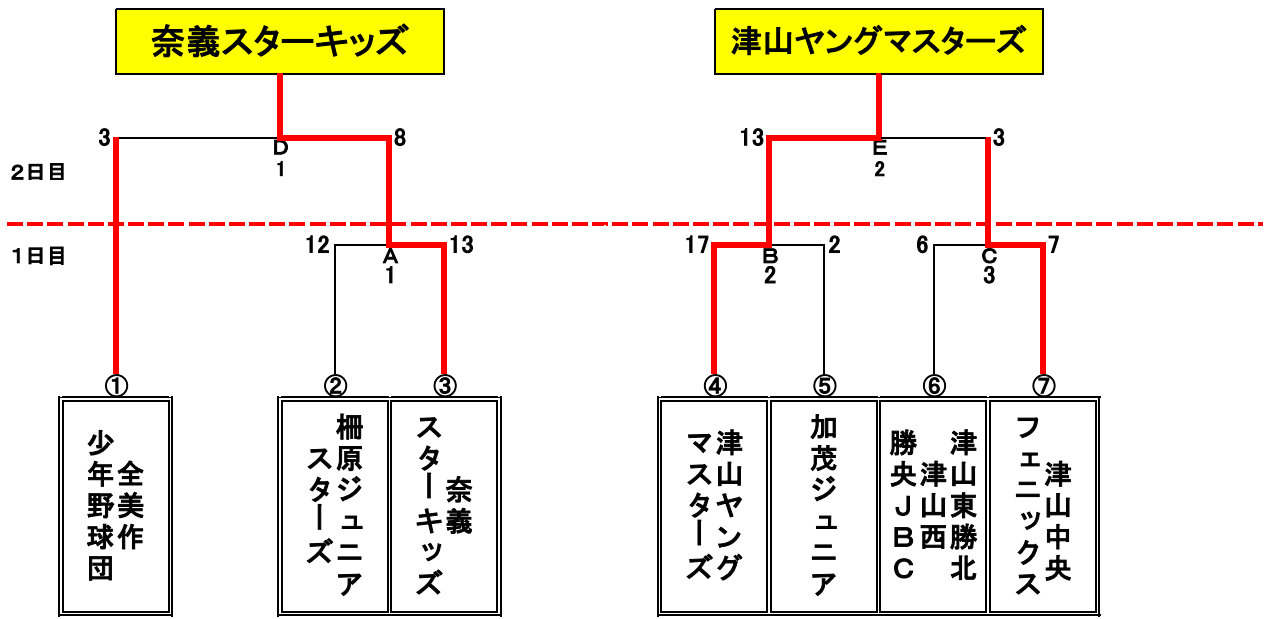 奈義スターキッズ
津山ヤングマスターズ
3
8
13
3
D
1
E
2
2日目
1日目
12
13
17
2
6
7
A
1
B
2
C
3
①
②
③
④
⑤
⑥
⑦
全美作
少年野球団
柵原ジュニア
スターズ
奈義
スターキッズ
津山ヤング
マスターズ
加茂ジュニア
津山東勝北
津山西
勝央JBC
津山中央
フェニックス